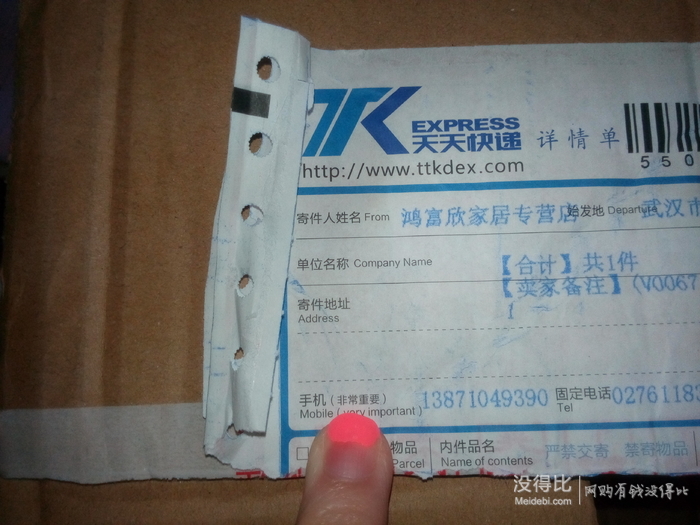 TTK EXPRESS
天天快递 详情单
http://www.ttkdex.com
550
寄件人姓名 From 鸿富欣家居专营店 始发地 Departure 武汉市
单位名称 Company Name 【合计】共1件
【买家备注】(V0067
寄件地址 1
Address
手机(非常重要) 13871049390 固定电话 02761183
Mobile (very important) Tel
物品 内件品名 严禁交寄 禁寄物品
Parcel Name of contents
没得比 网购有钱没得比
Meidebi.com